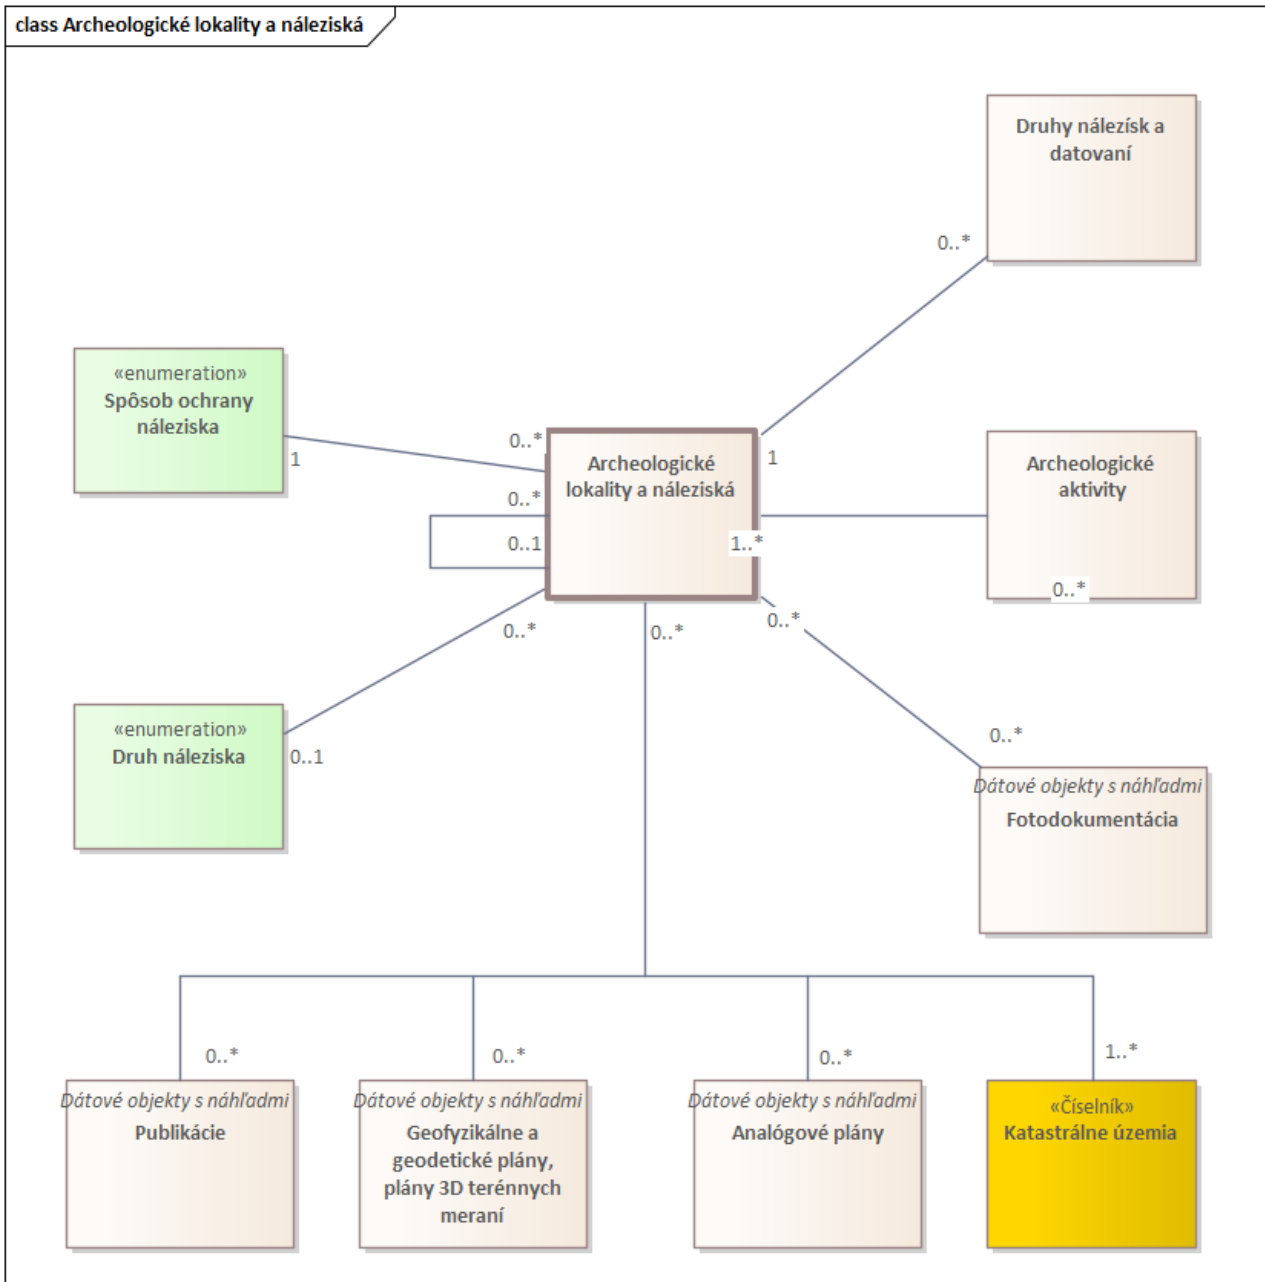 class Archeologické lokality a náleziská
Druhy nálezísk a
datovaní
0..*
«enumeration»
Spôsob ochrany
náleziska
1
0..*
Archeologické
lokality a náleziská
1
0..*
0..1
1..*
Archeologické
aktivity
0..*
0..*
0..*
0..*
«enumeration»
Druh náleziska
0..1
0..*
Dátové objekty s náhľadmi
Fotodokumentácia
0..*
0..*
0..*
1..*
Dátové objekty s náhľadmi
Publikácie
Dátové objekty s náhľadmi
Geofyzikálne a
geodetické plány,
plány 3D terénnych
meraní
Dátové objekty s náhľadmi
Analógové plány
«Číselník»
Katastrálne územia